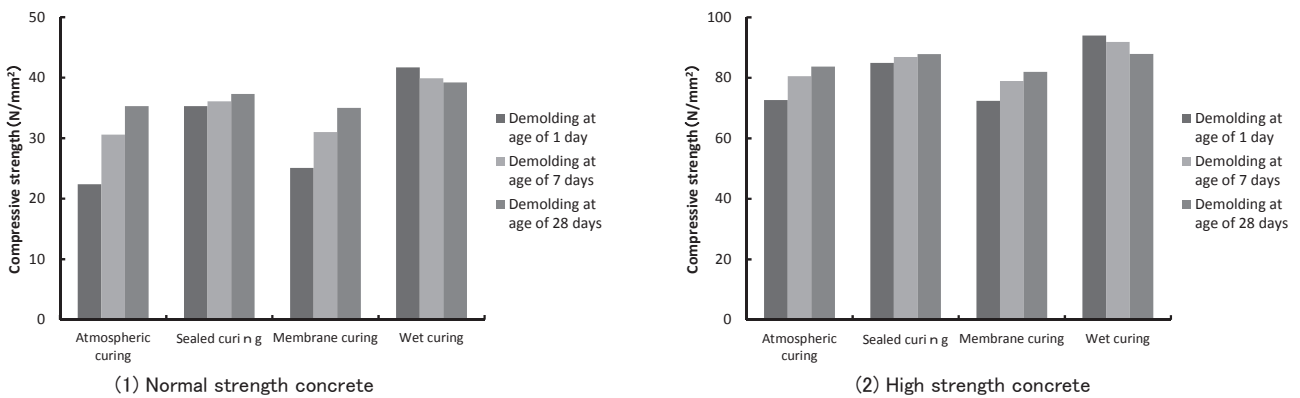 50
40
30
20
10
0
Compressive strength (N/mm²)
Atmospheric
curing
Sealed curing
Membrane curing
Wet curing
Demolding at
age of 1 day
Demolding at
age of 7 days
Demolding at
age of 28 days
(1) Normal strength concrete
100
80
60
40
20
0
Compressive strength (N/mm²)
Atmospheric
curing
Sealed curing
Membrane curing
Wet curing
Demolding at
age of 1 day
Demolding at
age of 7 days
Demolding at
age of 28 days
(2) High strength concrete